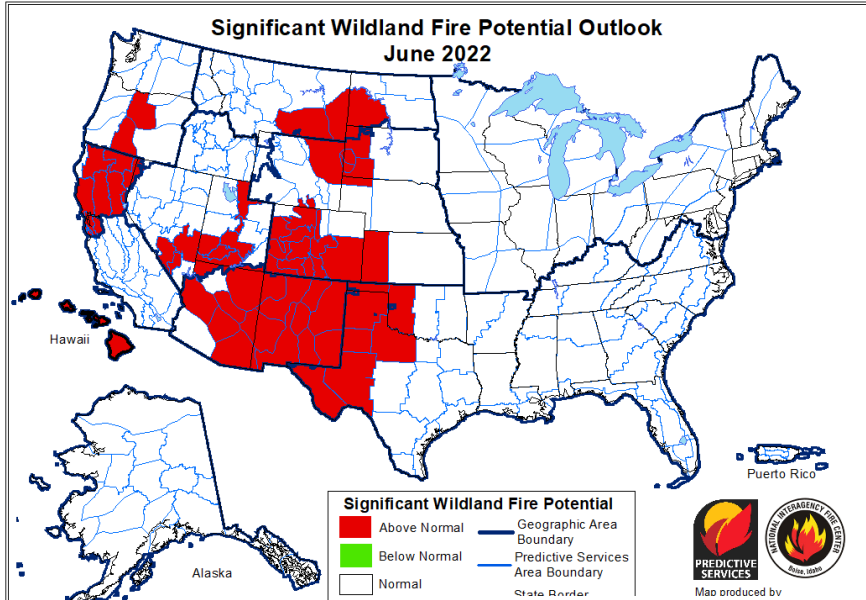 Significant Wildland Fire Potential Outlook
June 2022
Hawaii
Alaska
Puerto Rico
Significant Wildland Fire Potential
Above Normal
Below Normal
Normal
Geographic Area
Boundary
Predictive Services
Area Boundary
State Border
PREDICTIVE
SERVICES
NATIONAL INTERAGENCY FIRE CENTER
Boise, Idaho
Map produced by